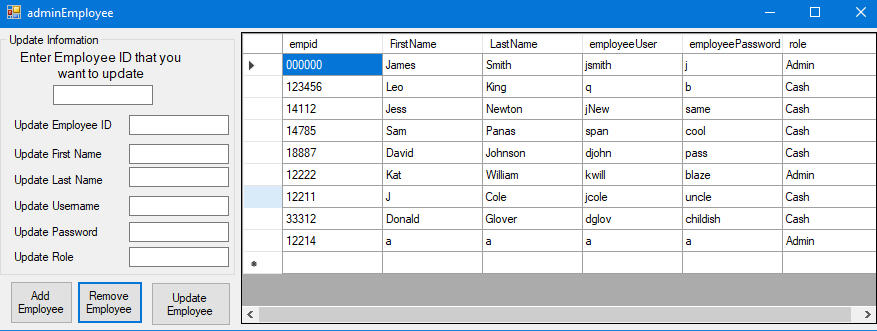 adminEmployee
Update Information
Enter Employee ID that you
want to update
Update Employee ID
Update First Name
Update Last Name
Update Username
Update Password
Update Role
Add
Employee
Remove
Employee
Update
Employee
empid FirstName LastName employeeUser employeePassword role
000000 James Smith jsmith j Admin
123456 Leo King q b Cash
14112 Jess Newton jNew same Cash
14785 Sam Panas span cool Cash
18887 David Johnson djohn pass Cash
12222 Kat William kwill blaze Admin
12211 J Cole jcole uncle Cash
33312 Donald Glover dglov childish Cash
12214 a a a a Admin